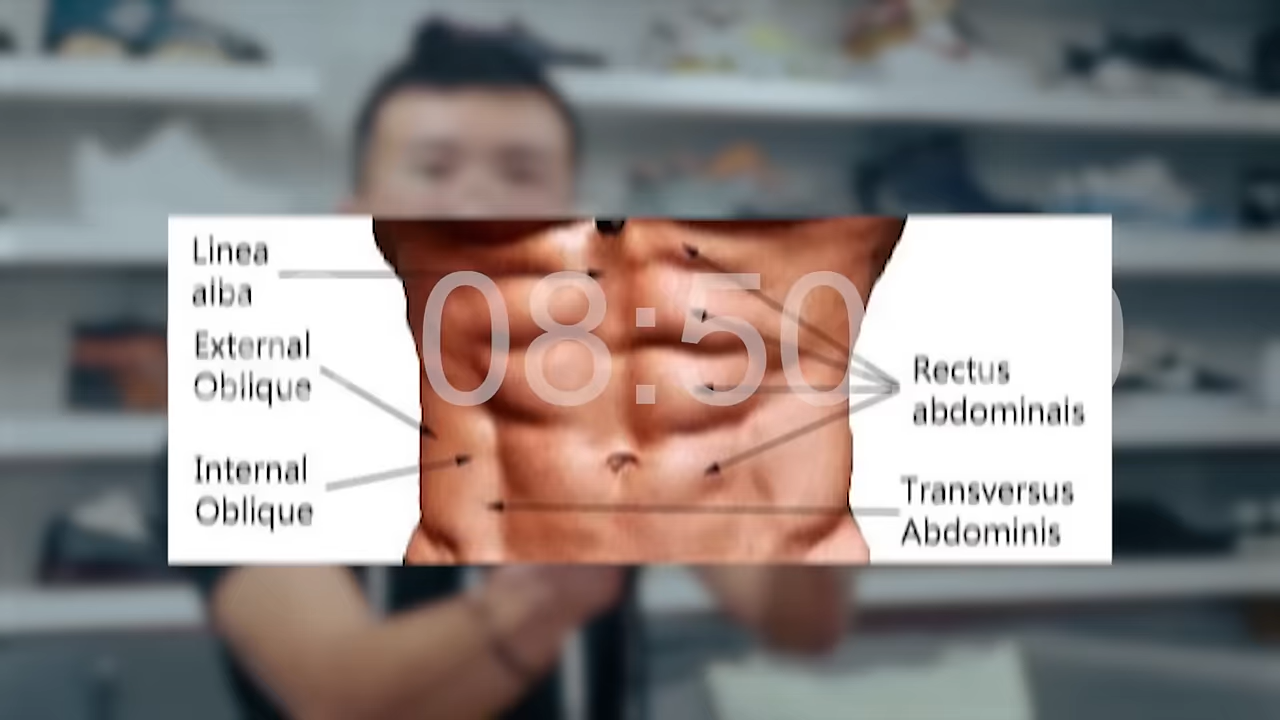 Linea
alba
External
Oblique
Internal
Oblique
08:50
Rectus
abdominals
Transversus
Abdominis